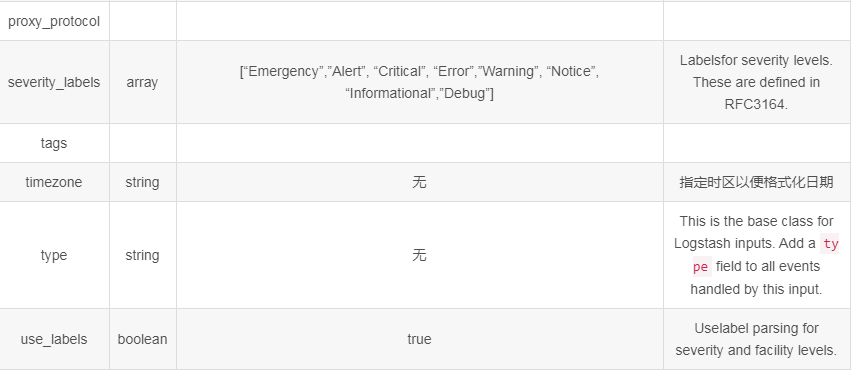 proxy_protocol
severity_labels array [“Emergency”,”Alert”, “Critical”, “Error”,”Warning”, “Notice”,
“Informational”,”Debug”] Labelsfor severity levels.
These are defined in
RFC3164.
tags
timezone string 无 指定时区以便格式化日期
type string 无 This is the base class for
Logstash inputs. Add a ty
pe field to all events
handled by this input.
use_labels boolean true Uselabel parsing for
severity and facility levels.